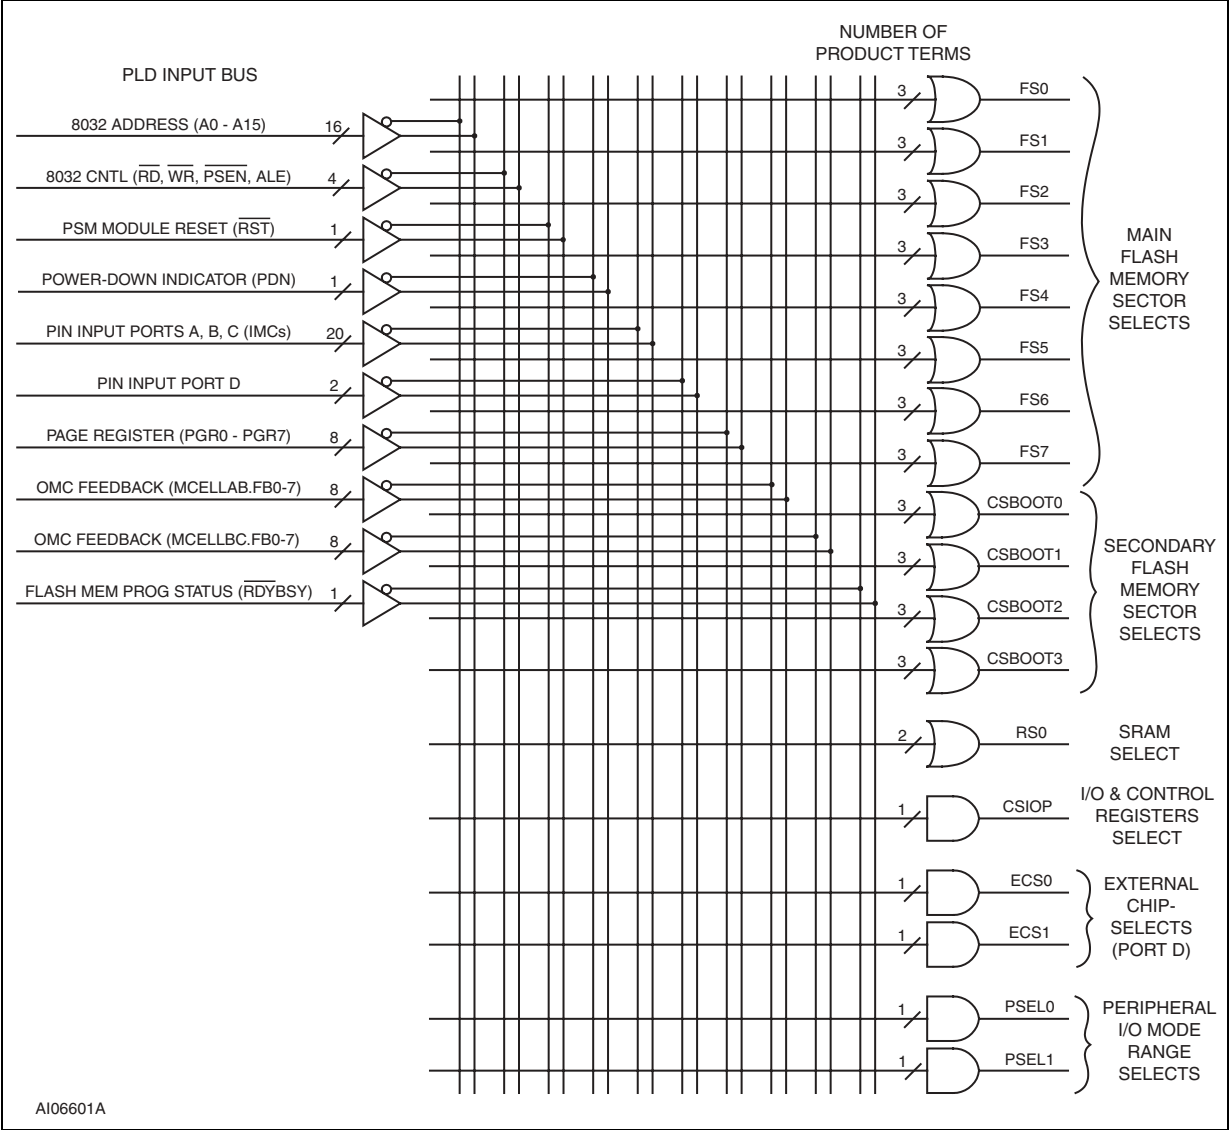 NUMBER OF
PRODUCT TERMS
PLD INPUT BUS
8032 ADDRESS (A0 - A15) 16
8032 CNTL (RD, WR, PSEN, ALE) 4
PSM MODULE RESET (RST) 1
POWER-DOWN INDICATOR (PDN) 1
PIN INPUT PORTS A, B, C (IMCs) 20
PIN INPUT PORT D 2
PAGE REGISTER (PGR0 - PGR7) 8
OMC FEEDBACK (MCELLAB.FB0-7) 8
OMC FEEDBACK (MCELLBC.FB0-7) 8
FLASH MEM PROG STATUS (RDYBSY) 1
3 FS0
3 FS1
3 FS2
3 FS3
3 FS4
3 FS5
3 FS6
3 FS7
MAIN
FLASH
MEMORY
SECTOR
SELECTS
3 CSBOOT0
3 CSBOOT1
3 CSBOOT2
3 CSBOOT3
SECONDARY
FLASH
MEMORY
SECTOR
SELECTS
2 RS0
SRAM
SELECT
1 CSIOP
I/O & CONTROL
REGISTERS
SELECT
1 ECS0
1 ECS1
EXTERNAL
CHIP-
SELECTS
(PORT D)
1 PSEL0
1 PSEL1
PERIPHERAL
I/O MODE
RANGE
SELECTS
AI06601A